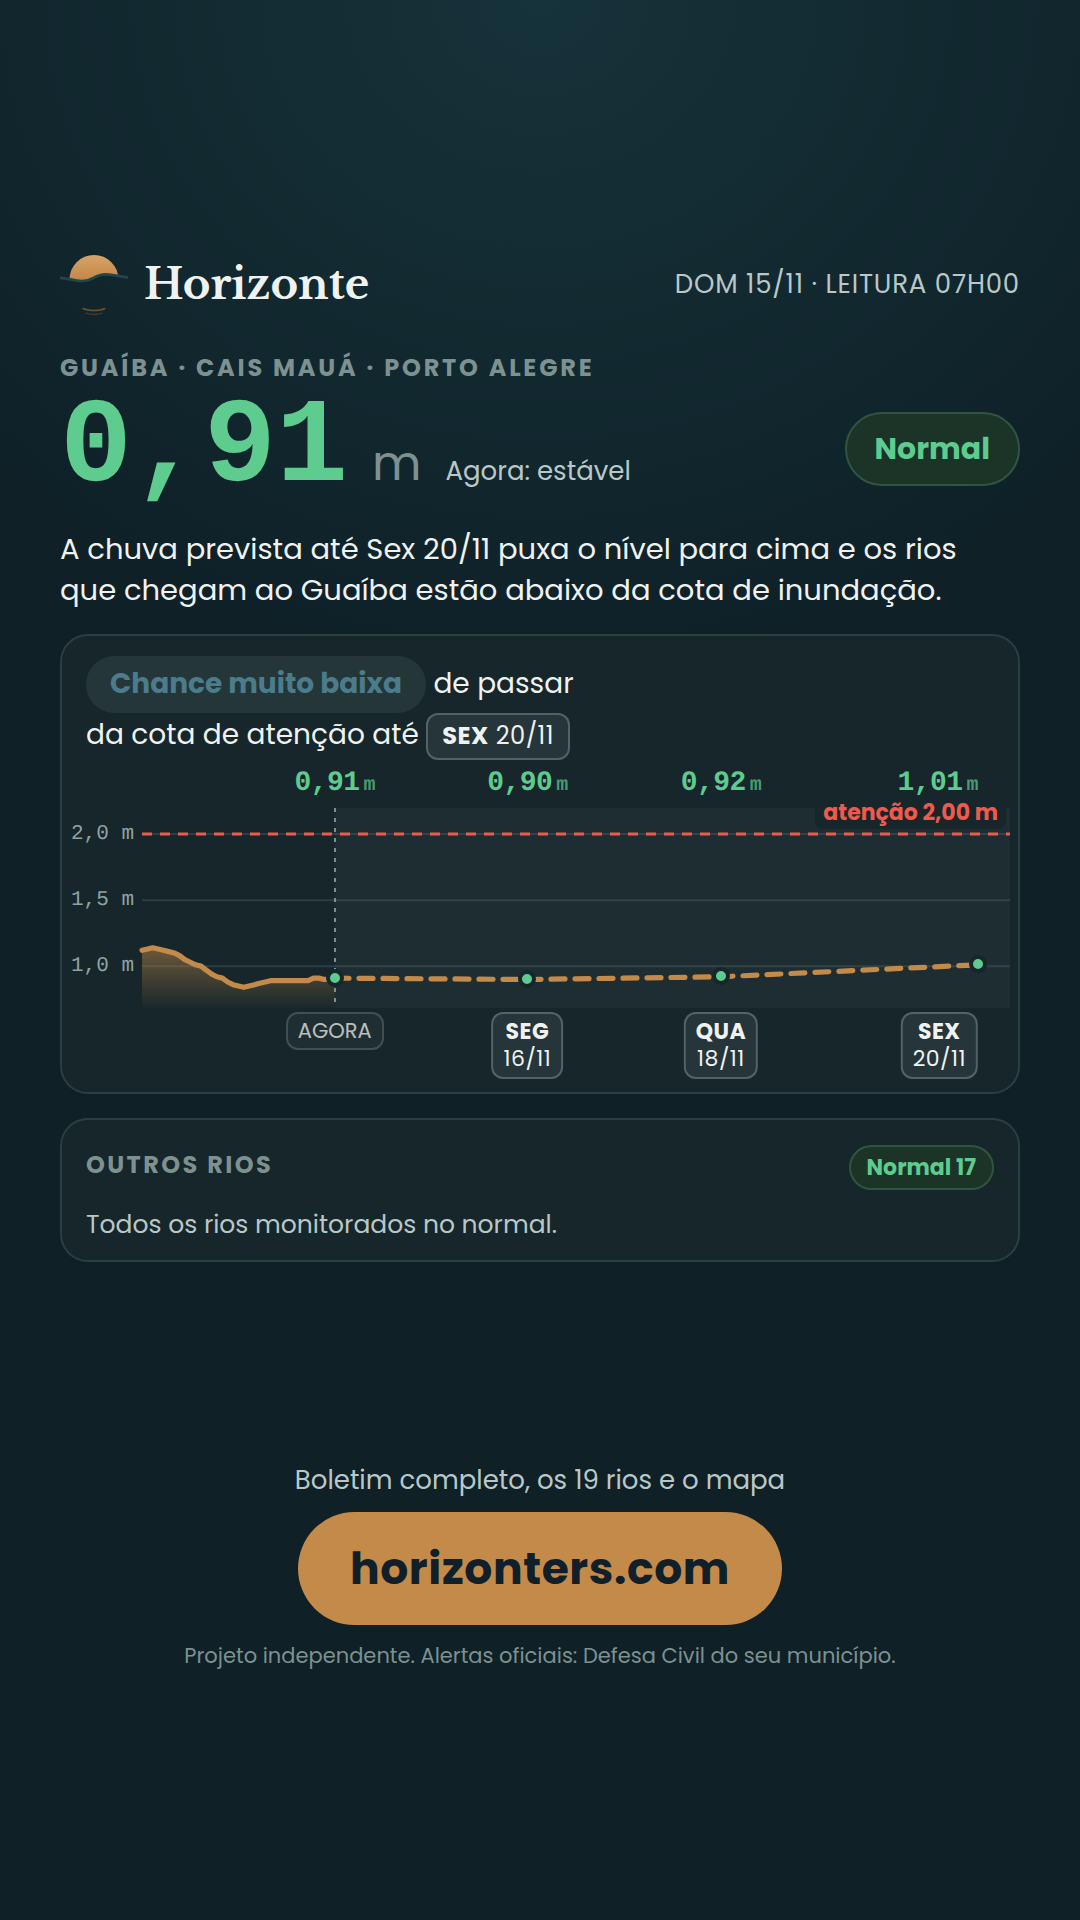 Horizonte
DOM 15/11 · LEITURA 07H00
GUAÍBA · CAIS MAUÁ · PORTO ALEGRE
0,91 m Agora: estável
Normal
A chuva prevista até Sex 20/11 puxa o nível para cima e os rios
que chegam ao Guaíba estão abaixo da cota de inundação.
Chance muito baixa de passar
da cota de atenção até SEX 20/11
0,91 m 0,90 m 0,92 m 1,01 m
atenção 2,00 m
2,0 m
1,5 m
1,0 m
AGORA SEG QUA SEX
16/11 18/11 20/11
OUTROS RIOS
Normal 17
Todos os rios monitorados no normal.
Boletim completo, os 19 rios e o mapa
horizonters.com
Projeto independente. Alertas oficiais: Defesa Civil do seu município.